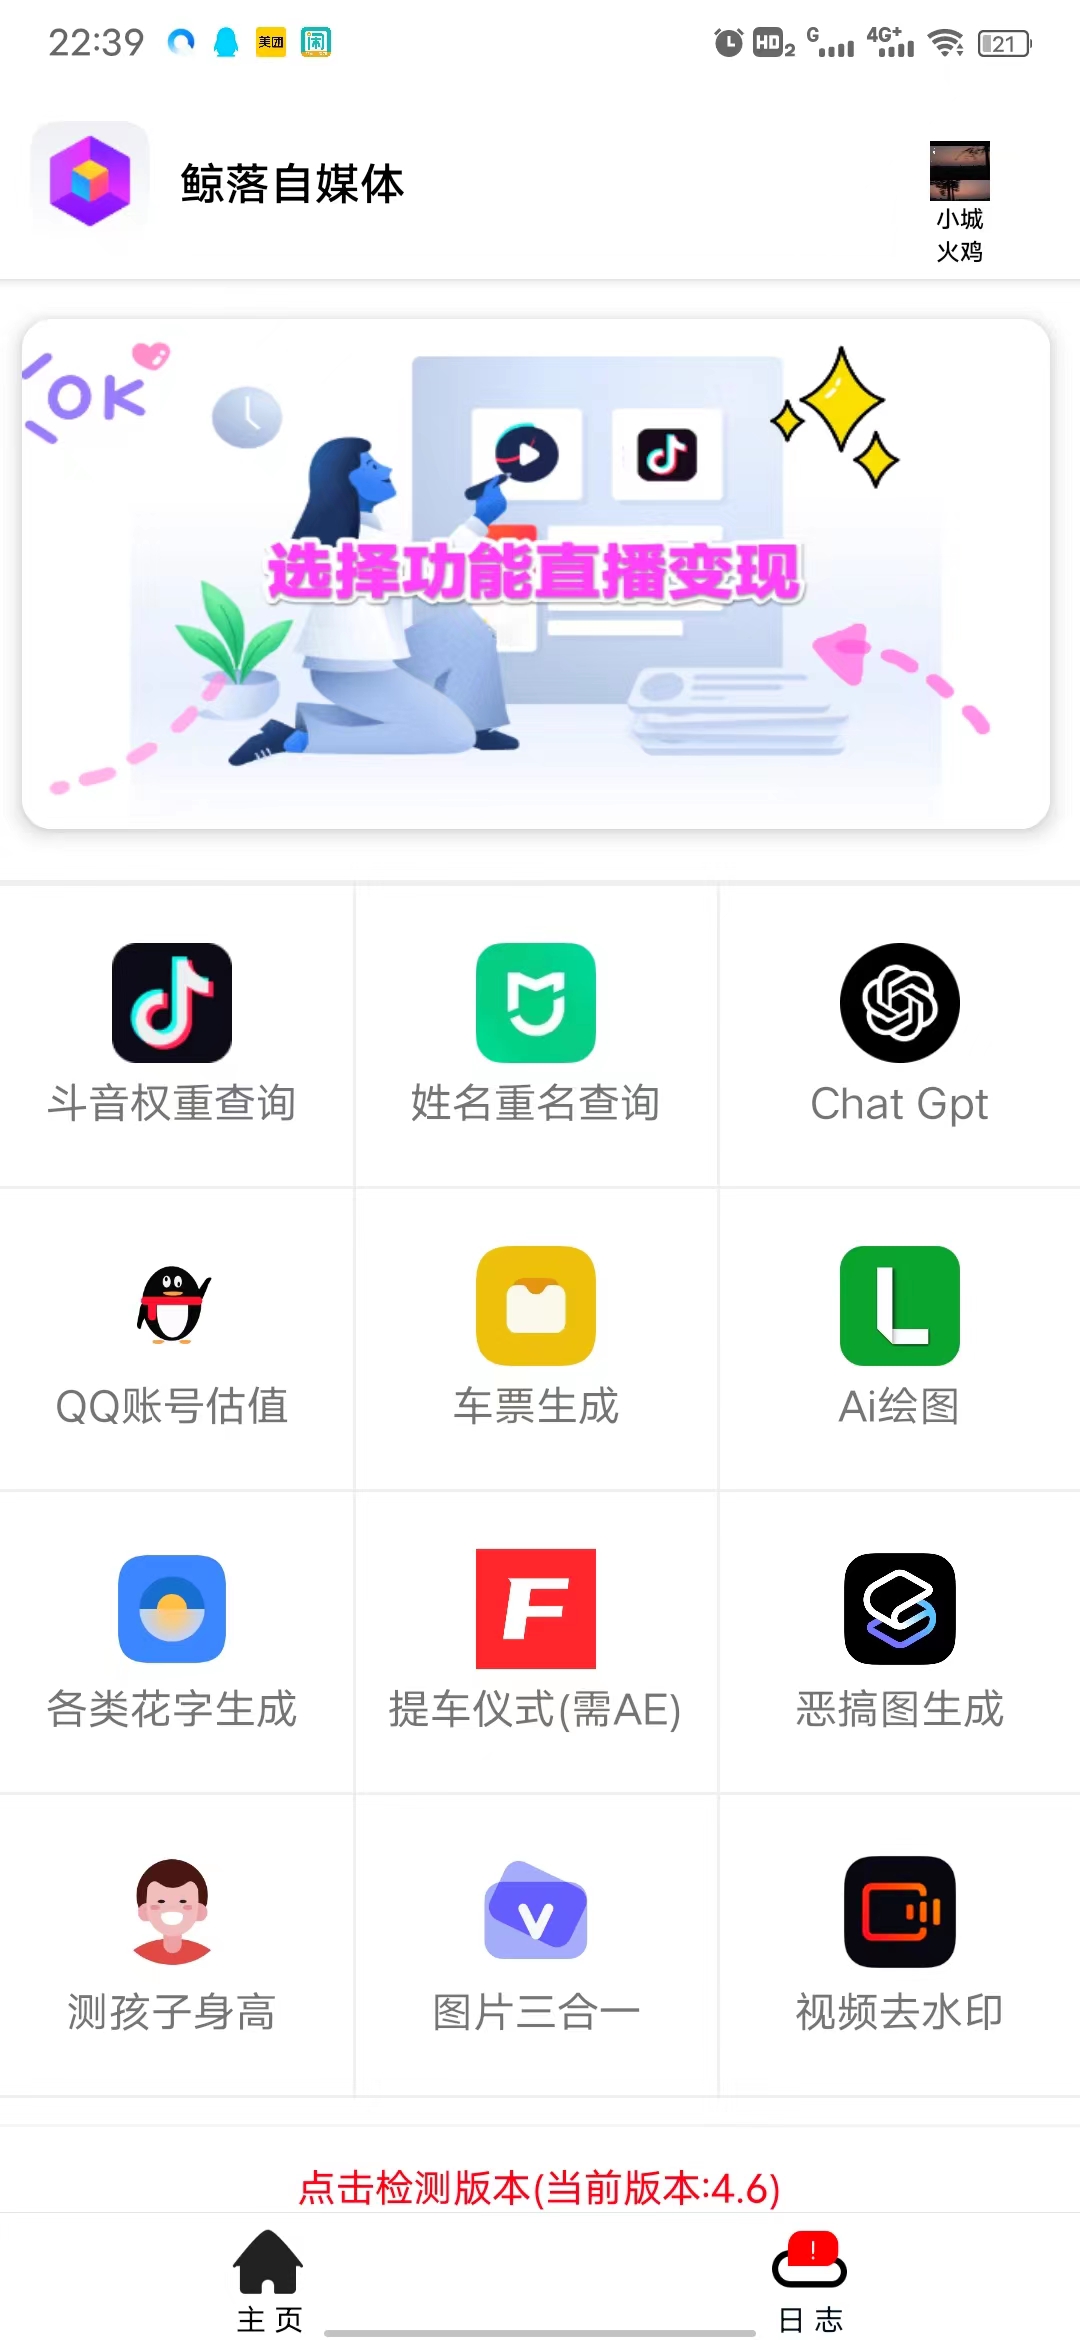 22:39
美团
闲
HD 2 G 4G+ 21
鲸落自媒体
小城
火鸡
OK
选择功能直播变现
斗音权重查询
姓名重名查询
Chat Gpt
QQ账号估值
车票生成
Ai绘图
各类花字生成
提车仪式(需AE)
恶搞图生成
测孩子身高
图片三合一
视频去水印
点击检测版本(当前版本:4.6)
主页
日志